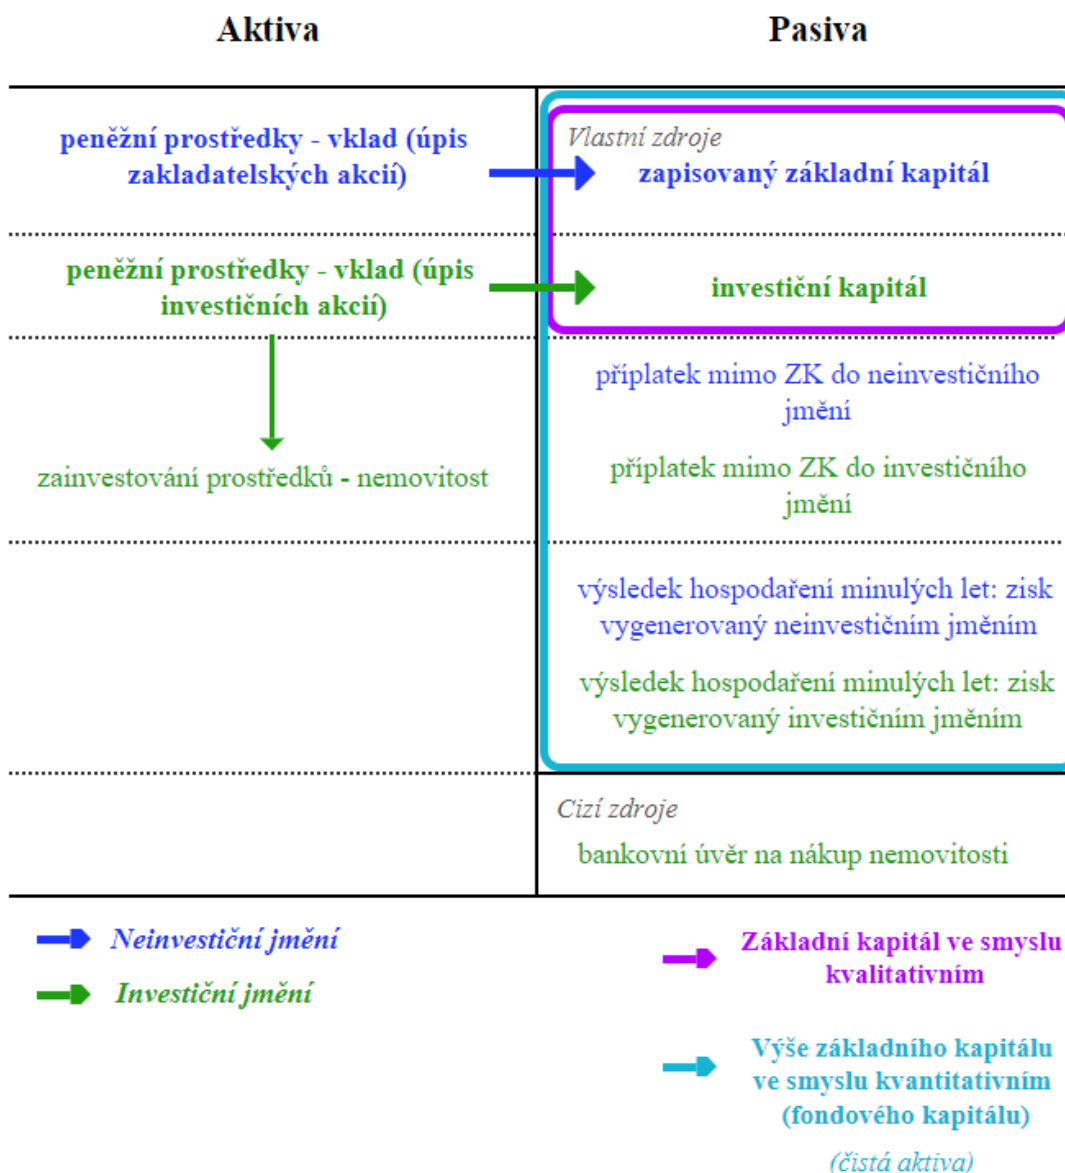 Aktiva
Pasiva
peněžní prostředky - vklad (úpis
zakladatelských akcií)
Vlastní zdroje
zapisovaný základní kapitál
peněžní prostředky - vklad (úpis
investičních akcií)
investiční kapitál
zainvestování prostředků - nemovitost
příplatek mimo ZK do neinvestičního
jmění
příplatek mimo ZK do investičního
jmění
výsledek hospodaření minulých let: zisk
vygenerovaný neinvestičním jměním
výsledek hospodaření minulých let: zisk
vygenerovaný investičním jměním
Cizí zdroje
bankovní úvěr na nákup nemovitosti
Neinvestiční jmění
Investiční jmění
Základní kapitál ve smyslu
kvalitativním
Výše základního kapitálu
ve smyslu kvantitativním
(fondového kapitálu)
(čistá aktiva)